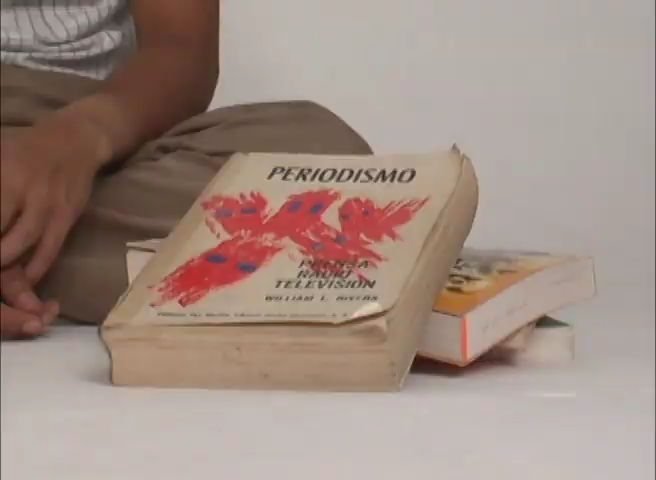 PERIODISMO
PRENSA
RADIO
TELEVISION
WILLIAM L. RIVERS